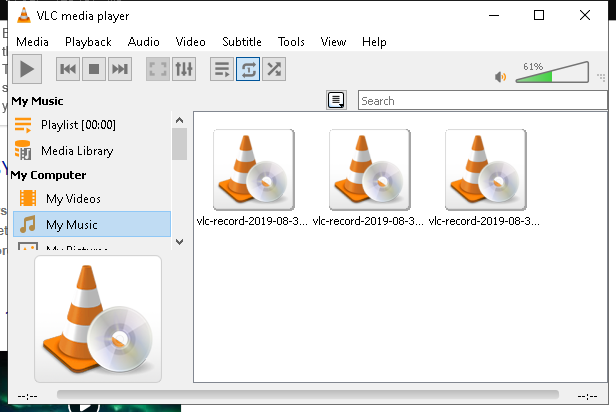 VLC media player
Media Playback Audio Video Subtitle Tools View Help
61%
My Music
Search
Playlist [00:00]
Media Library
My Computer
My Videos
My Music
vlc-record-2019-08-3... vlc-record-2019-08-3... vlc-record-2019-08-3...
--:-- --:--